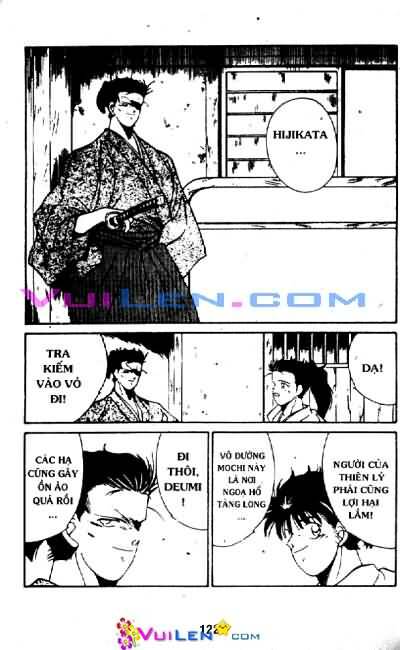 HIJIKATA
...
VUILEN.COM
TRA
KIẾM
VÀO VỎ
ĐI!
DẠ!
CÁC HẠ
CŨNG GÂY
ỒN ÀO
QUÁ RỒI
...
ĐI
THÔI,
DEUMI
!
VÕ ĐƯỜNG
MOCHI NÀY
LÀ NƠI
NGOẠ HỔ
TÀNG LONG
NGƯỜI CỦA
THIÊN LÝ
PHẢI CŨNG
LỢI HẠI
LẮM!
VUILEN.COM